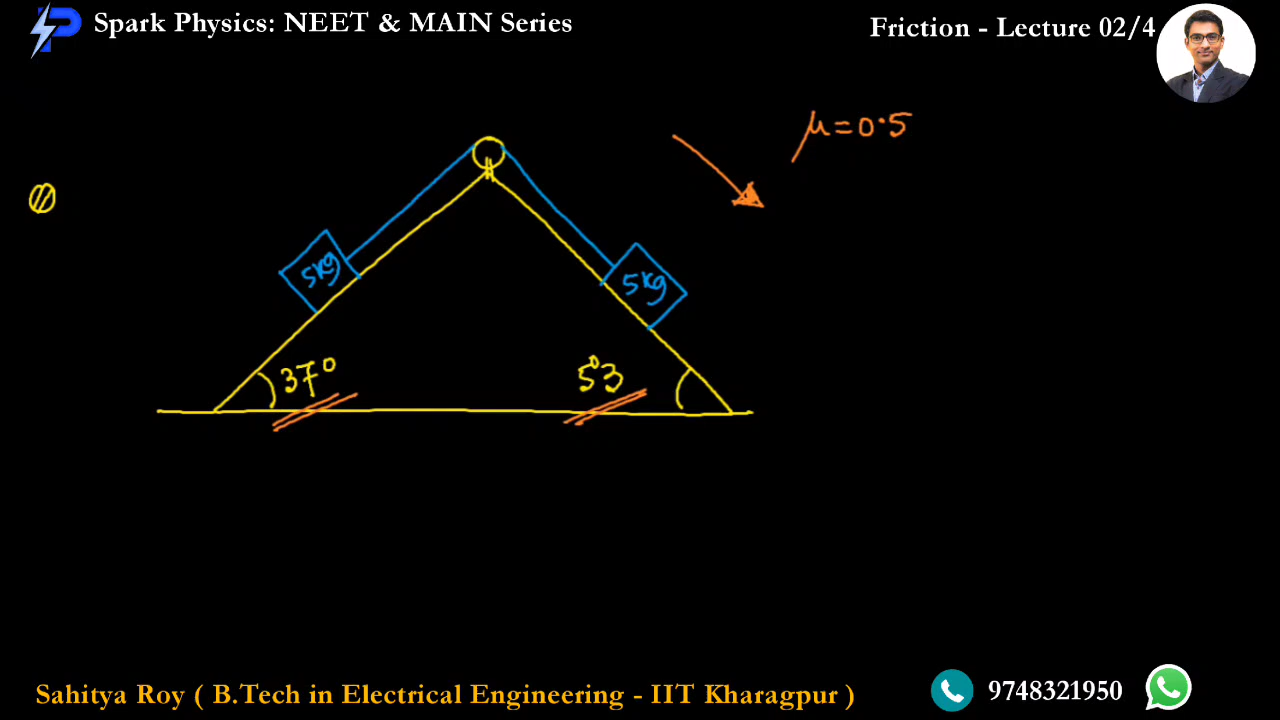 Spark Physics: NEET & MAIN Series
Friction - Lecture 02/4
μ=0.5
5kg
5kg
37°
53°
Sahitya Roy ( B.Tech in Electrical Engineering - IIT Kharagpur )
9748321950